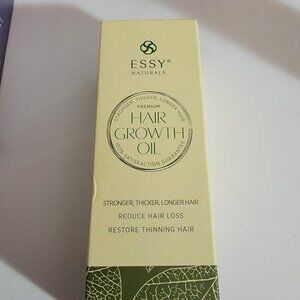 ESSY®
NATURALS
STRONGER, THICKER, LONGER HAIR
PREMIUM
HAIR
GROWTH
OIL
100% SATISFACTION GUARANTEE
STRONGER, THICKER, LONGER HAIR
REDUCE HAIR LOSS
RESTORE THINNING HAIR